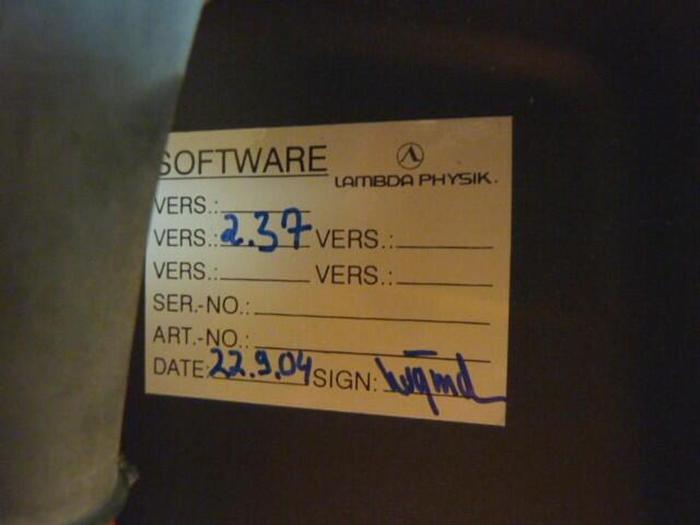 SOFTWARE
LAMBDA PHYSIK.
VERS.:
VERS.: 2.37 VERS.:
VERS.: VERS.:
SER.-NO.:
ART.-NO.:
DATE: 22.9.04 SIGN: